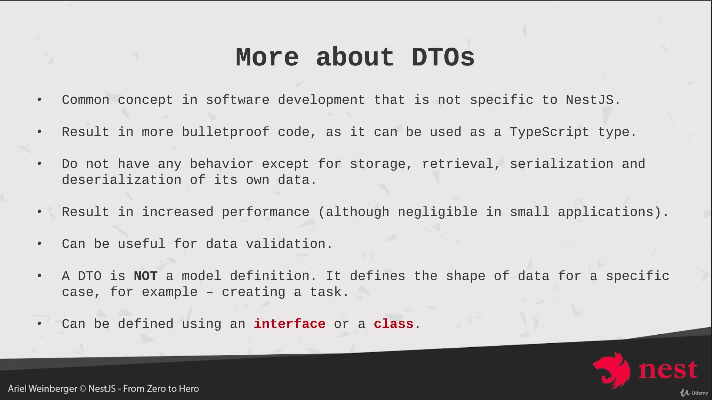 More about DTOs
• Common concept in software development that is not specific to NestJS.
• Result in more bulletproof code, as it can be used as a TypeScript type.
• Do not have any behavior except for storage, retrieval, serialization and
deserialization of its own data.
• Result in increased performance (although negligible in small applications).
• Can be useful for data validation.
• A DTO is NOT a model definition. It defines the shape of data for a specific
case, for example – creating a task.
• Can be defined using an interface or a class.
nest
Ariel Weinberger © NestJS - From Zero to Hero
Udemy